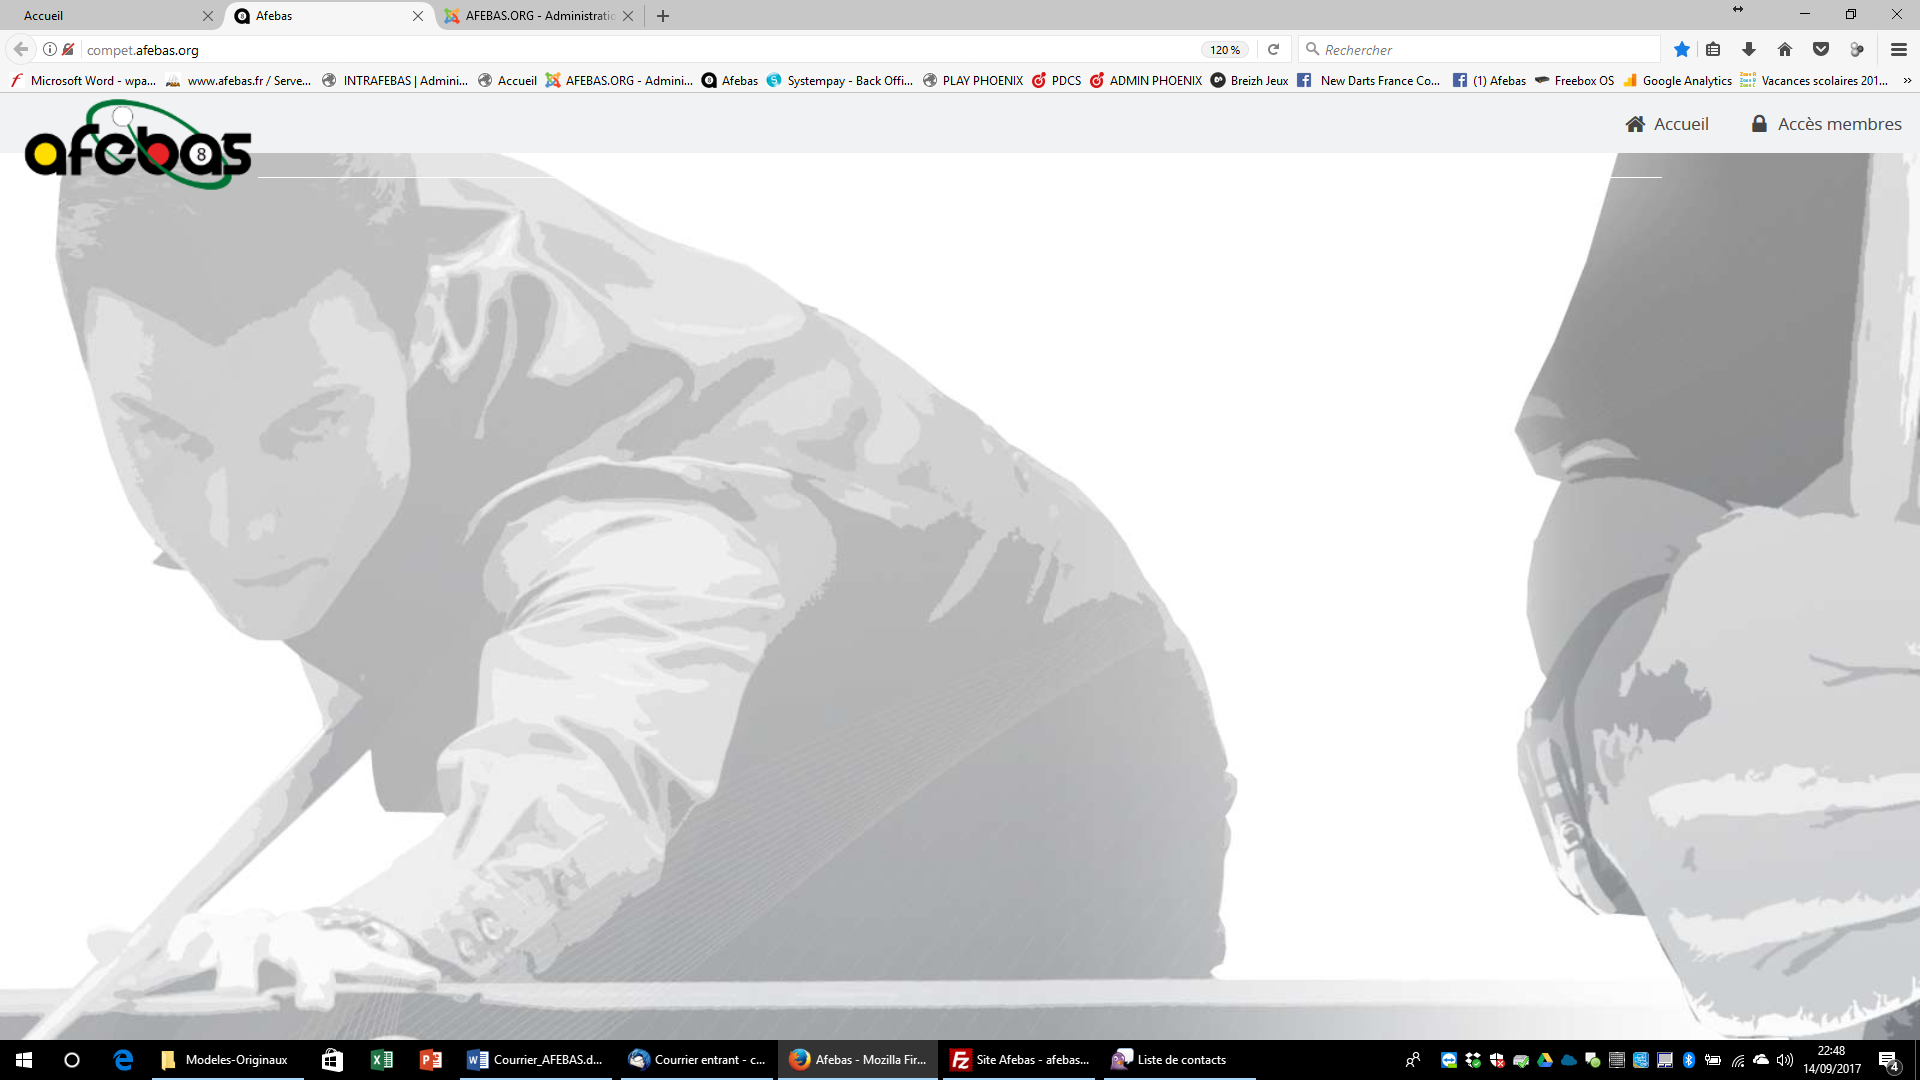 Accueil
Afebas
AFEBAS.ORG - Administratio
compet.afebas.org
120 %
Rechercher
Microsoft Word - wpa...
www.afebas.fr / Serve...
INTRAFEBAS | Admini...
Accueil
AFEBAS.ORG - Admini...
Afebas
Systempay - Back Offi...
PLAY PHOENIX
PDCS
ADMIN PHOENIX
Breizh Jeux
New Darts France Co...
(1) Afebas
Freebox OS
Google Analytics
Vacances scolaires 201...
afebas
8
Accueil
Accès membres
Modeles-Originaux
Courrier_AFEBAS.d...
Courrier entrant - c...
Afebas - Mozilla Fir...
Site Afebas - afebas...
Liste de contacts
22:48
14/09/2017
4